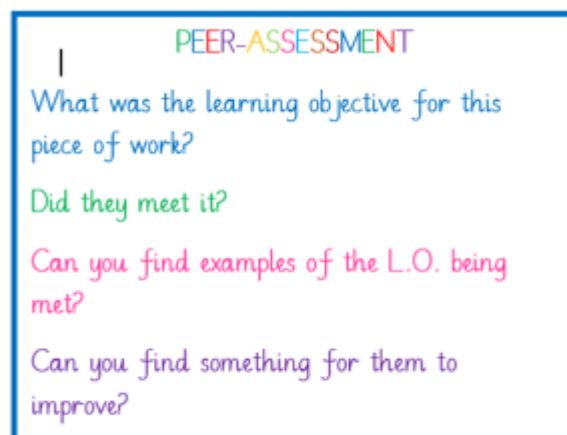 PEER-ASSESSMENT
What was the learning objective for this
piece of work?
Did they meet it?
Can you find examples of the L.O. being
met?
Can you find something for them to
improve?